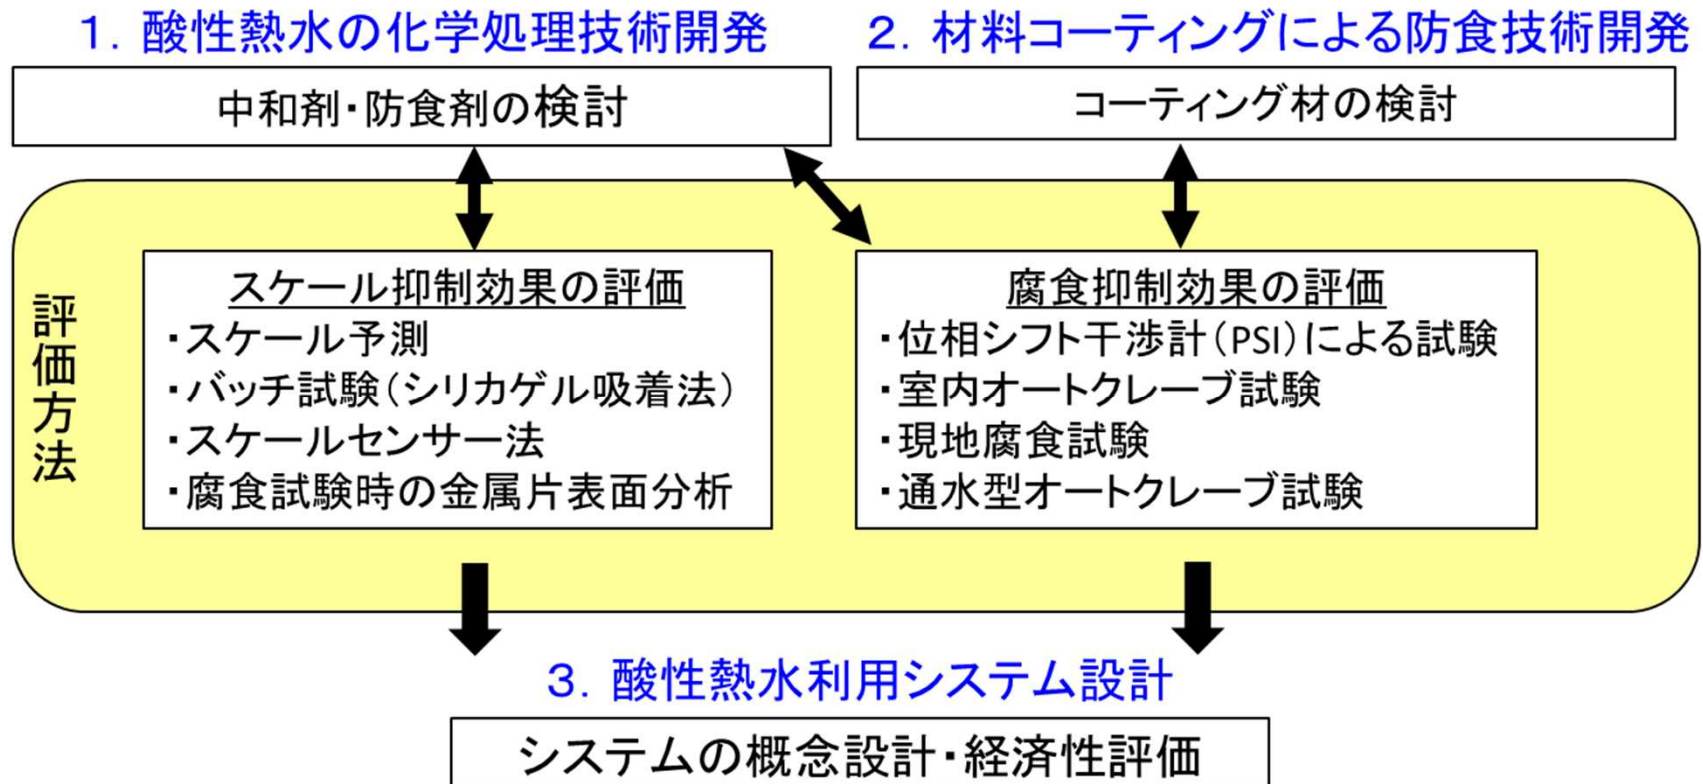 1. 酸性熱水の化学処理技術開発
2. 材料コーティングによる防食技術開発
中和剤・防食剤の検討
コーティング材の検討
評価方法
スケール抑制効果の評価
・スケール予測
・バッチ試験(シリカゲル吸着法)
・スケールセンサー法
・腐食試験時の金属片表面分析
腐食抑制効果の評価
・位相シフト干渉計(PSI)による試験
・室内オートクレーブ試験
・現地腐食試験
・通水型オートクレーブ試験
3. 酸性熱水利用システム設計
システムの概念設計・経済性評価